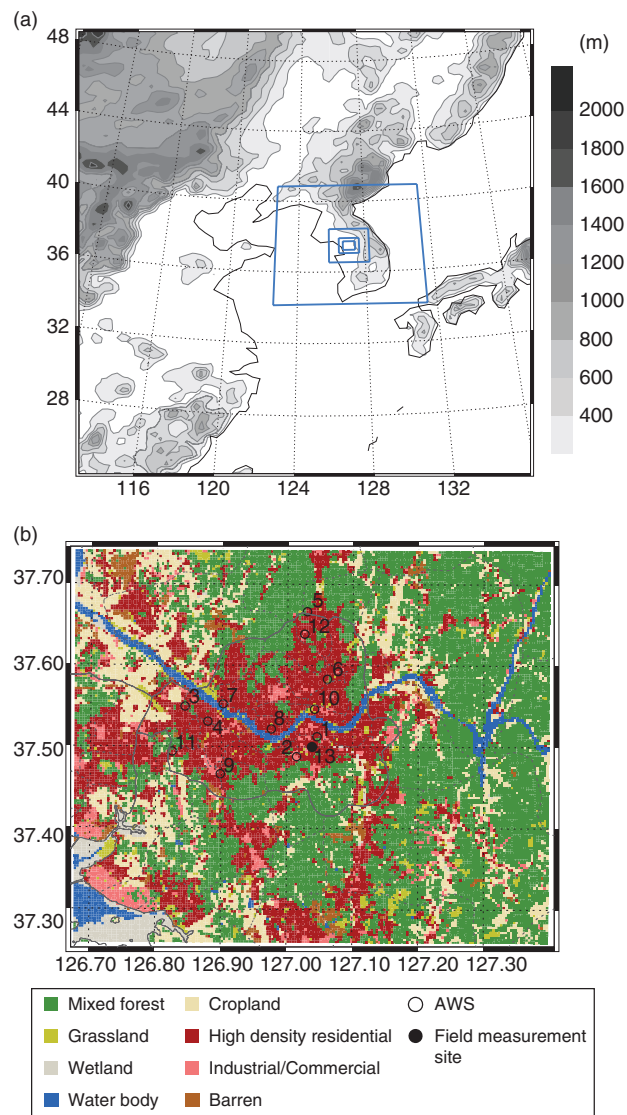 (a)
(m)
48
44
40
36
32
28
116 120 124 128 132
2000
1800
1600
1400
1200
1000
800
600
400
(b)
37.70
37.60
37.50
37.40
37.30
5
12
6
3 7 10
4 8 1
11 2 13
9
126.70 126.80 126.90 127.00 127.10 127.20 127.30
Mixed forest Cropland AWS
Grassland High density residential Field measurement
site
Wetland Industrial/Commercial
Water body Barren